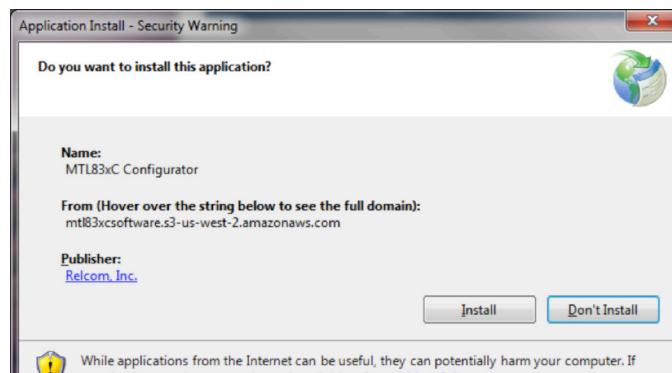 Application Install - Security Warning
Do you want to install this application?
Name:
MTL83xC Configurator
From (Hover over the string below to see the full domain):
mtl83xcsoftware.s3-us-west-2.amazonaws.com
Publisher:
Relcom, Inc.
Install
Don't Install
While applications from the Internet can be useful, they can potentially harm your computer. If